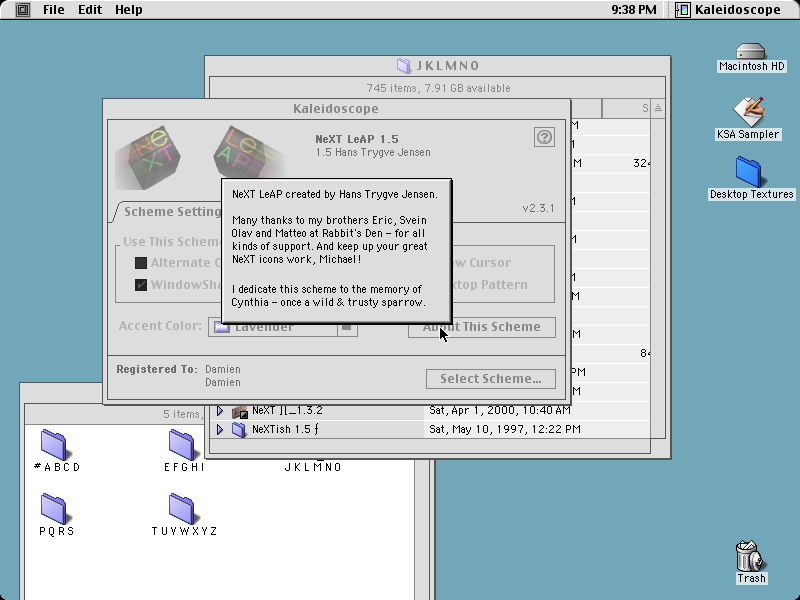 File Edit Help
9:38 PM
Kaleidoscope
Macintosh HD
KSA Sampler
Desktop Textures
Trash
JKLMNO
745 items, 7.91 GB available
S
M
M
324
M
M
M
M
M
84
PM
M
NeXT ][_1.3.2
Sat, Apr 1, 2000, 10:40 AM
NeXTish 1.5 ƒ
Sat, May 10, 1997, 12:22 PM
Kaleidoscope
NeXT
LeAP
NeXT LeAP 1.5
1.5 Hans Trygve Jensen
?
v2.3.1
Scheme Setting
Use This Scheme
Alternate C
w Cursor
WindowSha
ktop Pattern
Accent Color:
Lavender
About This Scheme
Registered To:
Damien
Damien
Select Scheme...
NeXT LeAP created by Hans Trygve Jensen.
Many thanks to my brothers Eric, Svein
Olav and Matteo at Rabbit's Den - for all
kinds of support. And keep up your great
NeXT icons work, Michael!
I dedicate this scheme to the memory of
Cynthia - once a wild & trusty sparrow.
5 items,
#ABCD
EFGHI
JKLMNO
PQRS
TUVWXYZ